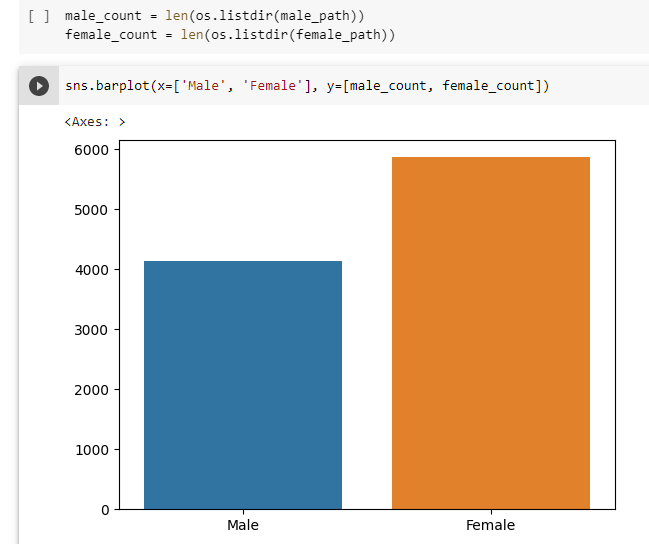 [ ] male_count = len(os.listdir(male_path))
female_count = len(os.listdir(female_path))
sns.barplot(x=['Male', 'Female'], y=[male_count, female_count])
<Axes: >
6000
5000
4000
3000
2000
1000
0
Male Female